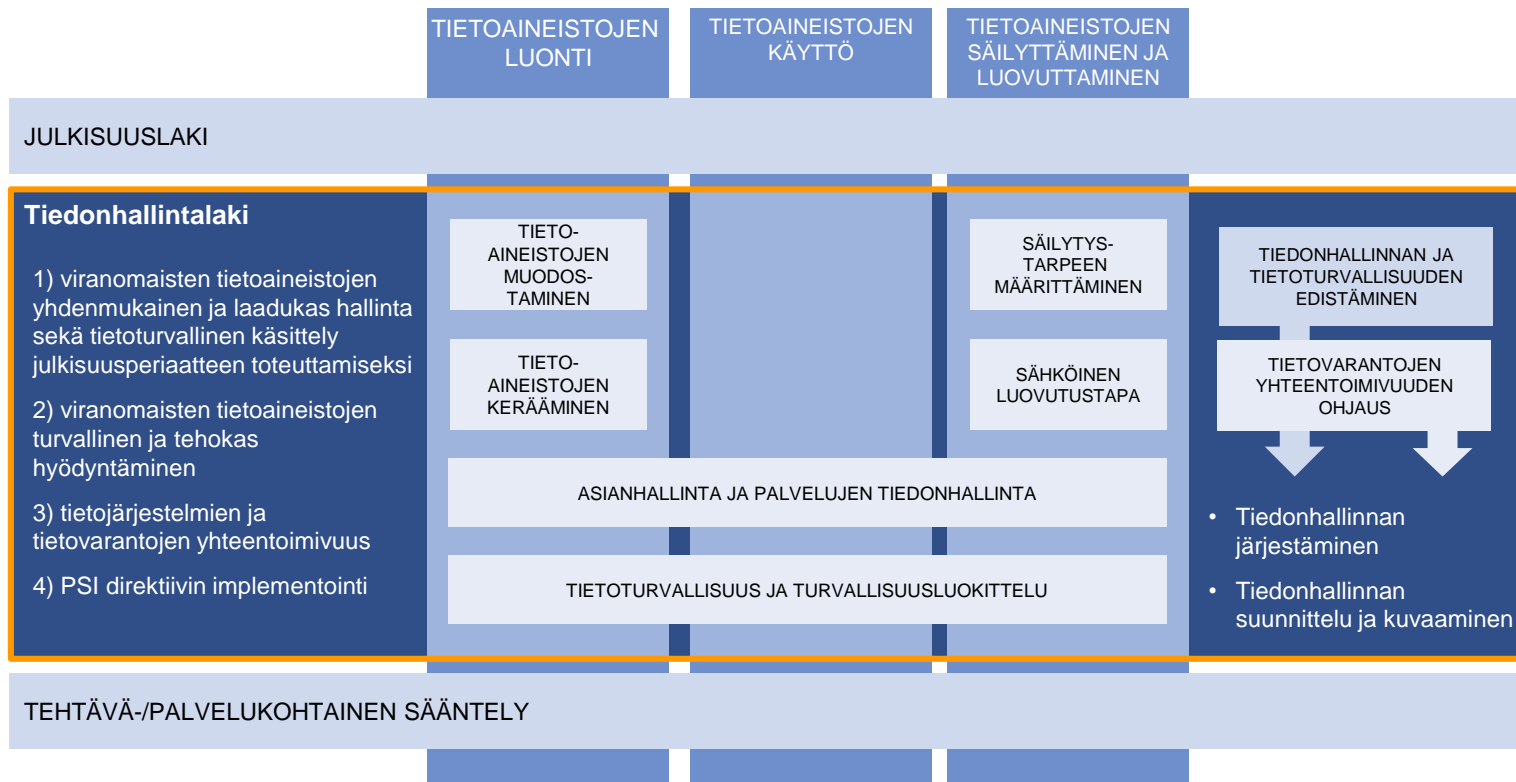 TIETOAINEISTOJEN
LUONTI
TIETOAINEISTOJEN
KÄYTTÖ
TIETOAINEISTOJEN
SÄILYTTÄMINEN JA
LUOVUTTAMINEN
JULKISUUSLAKI
Tiedonhallintalaki
1) viranomaisten tietoaineistojen
yhdenmukainen ja laadukas hallinta
sekä tietoturvallinen käsittely
julkisuusperiaatteen toteuttamiseksi
2) viranomaisten tietoaineistojen
turvallinen ja tehokas
hyödyntäminen
3) tietojärjestelmien ja
tietovarantojen yhteentoimivuus
4) PSI direktiivin implementointi
TIETO-
AINEISTOJEN
MUODOS-
TAMINEN
TIETO-
AINEISTOJEN
KERÄÄMINEN
SÄILYTYS-
TARPEEN
MÄÄRITTÄMINEN
SÄHKÖINEN
LUOVUTUSTAPA
ASIANHALLINTA JA PALVELUJEN TIEDONHALLINTA
TIETOTURVALLISUUS JA TURVALLISUUSLUOKITTELU
TIEDONHALLINNAN JA
TIETOTURVALLISUUDEN
EDISTÄMINEN
TIETOVARANTOJEN
YHTEENTOIMIVUUDEN
OHJAUS
• Tiedonhallinnan
järjestäminen
• Tiedonhallinnan
suunnittelu ja kuvaaminen
TEHTÄVÄ-/PALVELUKOHTAINEN SÄÄNTELY